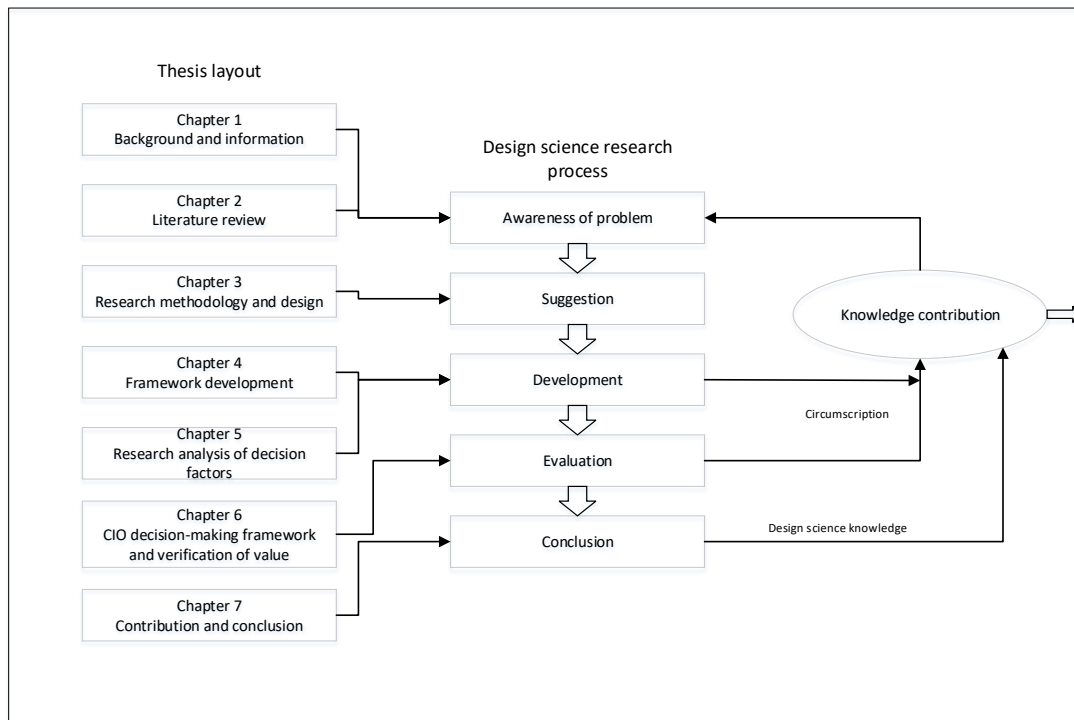 Thesis layout
Chapter 1
Background and information
Chapter 2
Literature review
Chapter 3
Research methodology and design
Chapter 4
Framework development
Chapter 5
Research analysis of decision
factors
Chapter 6
CIO decision-making framework
and verification of value
Chapter 7
Contribution and conclusion
Design science research
process
Awareness of problem
Suggestion
Development
Evaluation
Conclusion
Knowledge contribution
Circumscription
Design science knowledge